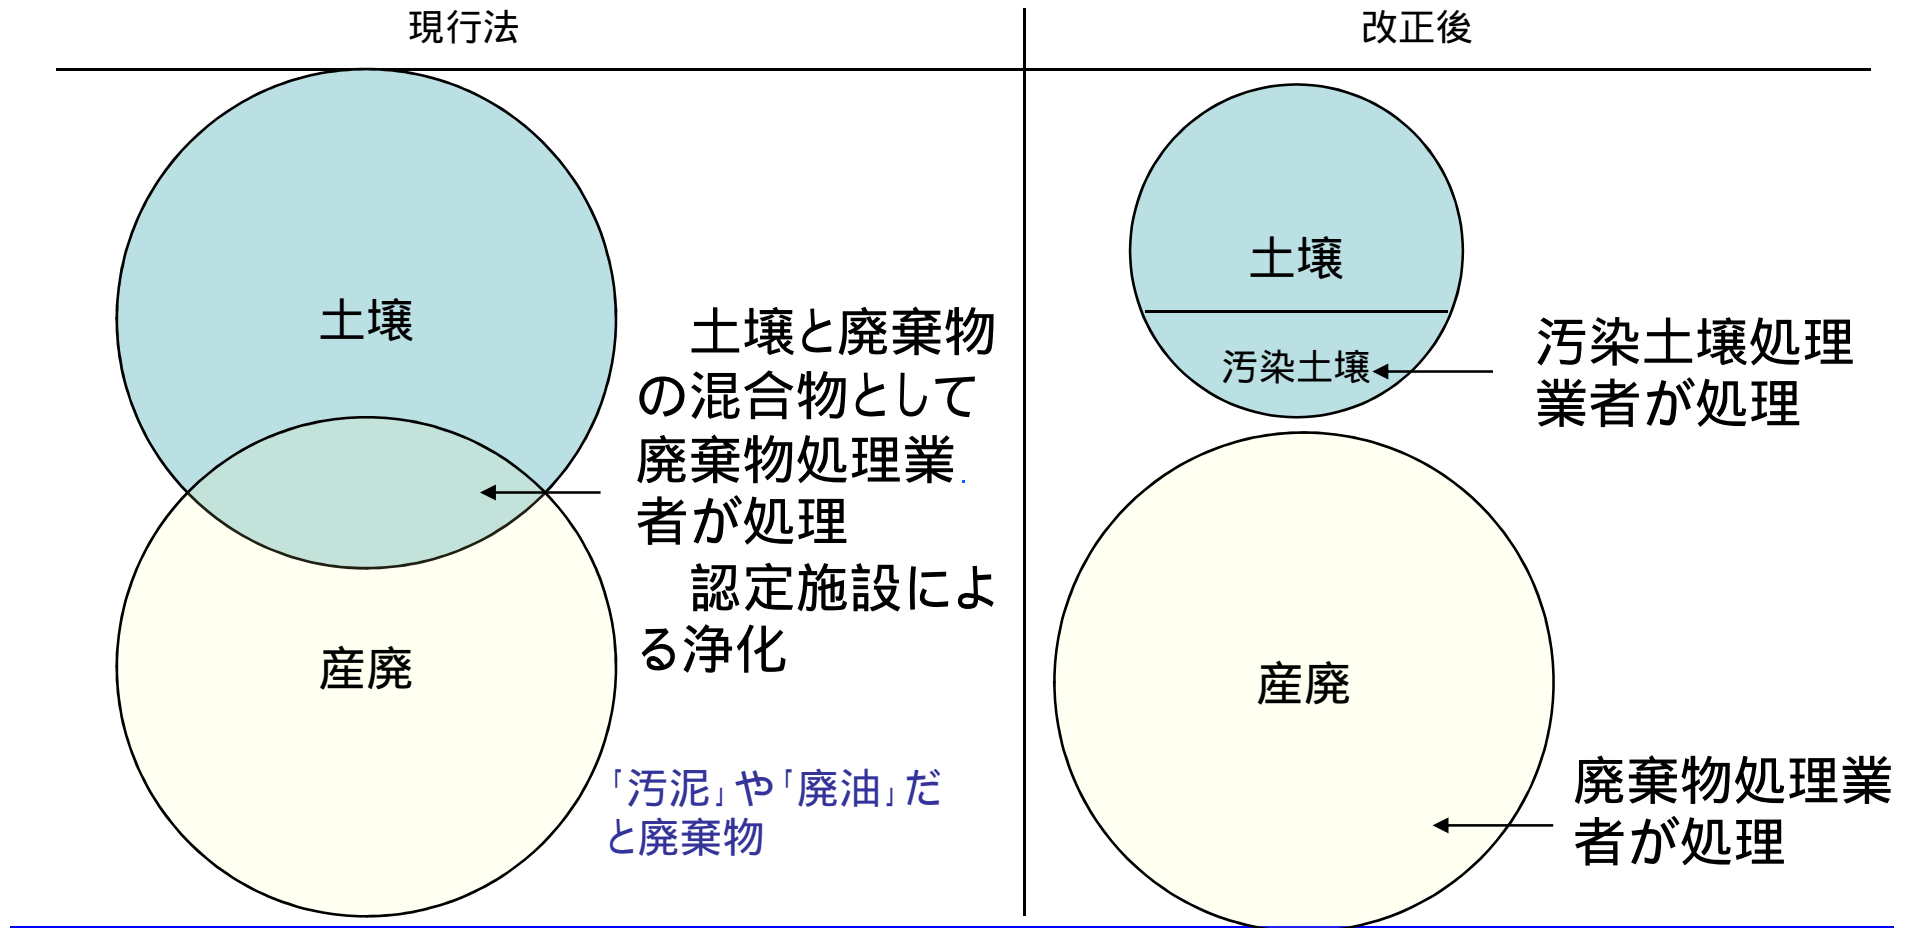 現行法
土壌
土壌と廃棄物
の混合物として
廃棄物処理業
者が処理
認定施設によ
る浄化
産廃
「汚泥」や「廃油」だ
と廃棄物
改正後
土壌
汚染土壌
汚染土壌処理
業者が処理
産廃
廃棄物処理業
者が処理